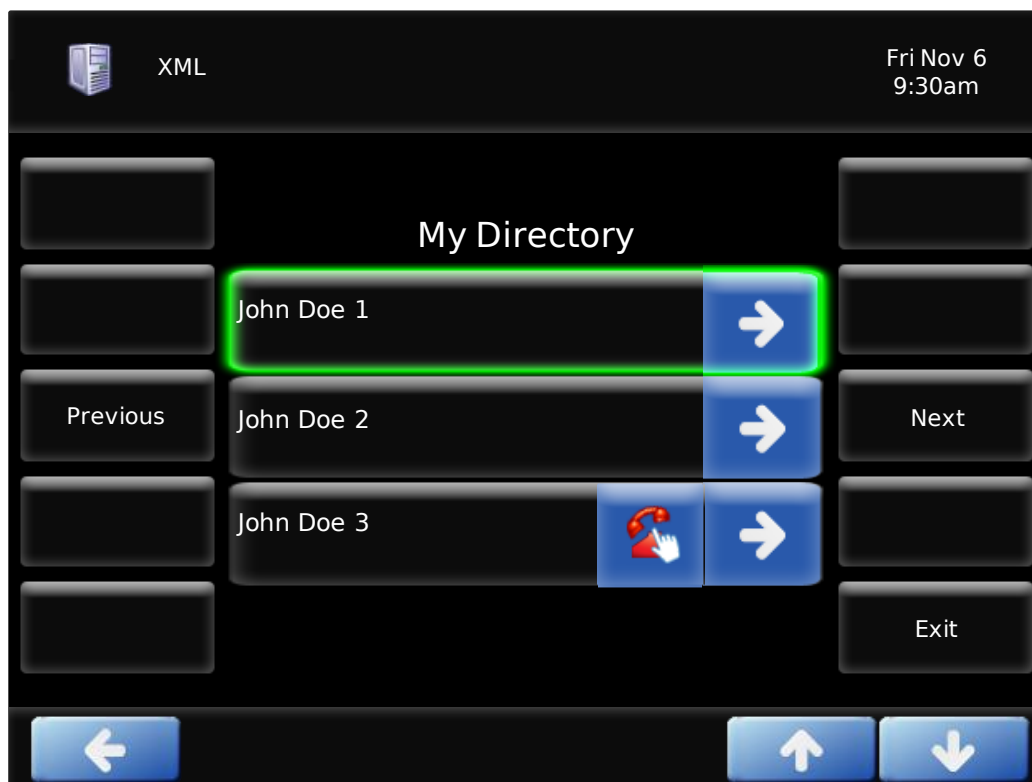 XML
Fri Nov 6
9:30am
My Directory
John Doe 1
Previous
John Doe 2
Next
John Doe 3
Exit